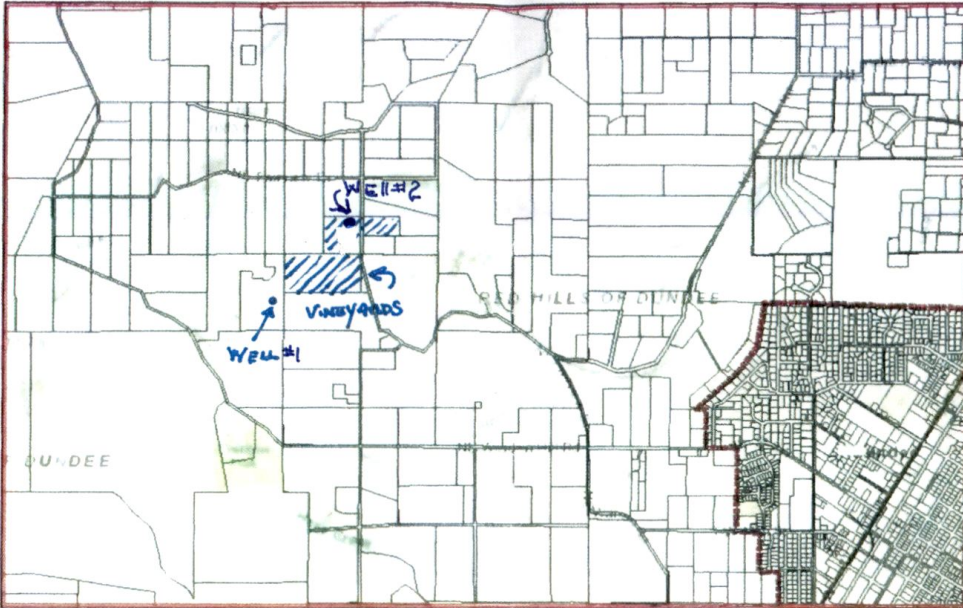 WELL #2
RED HILLS OF DUNDEE
VINEYARDS
WELL #1
DUNDEE